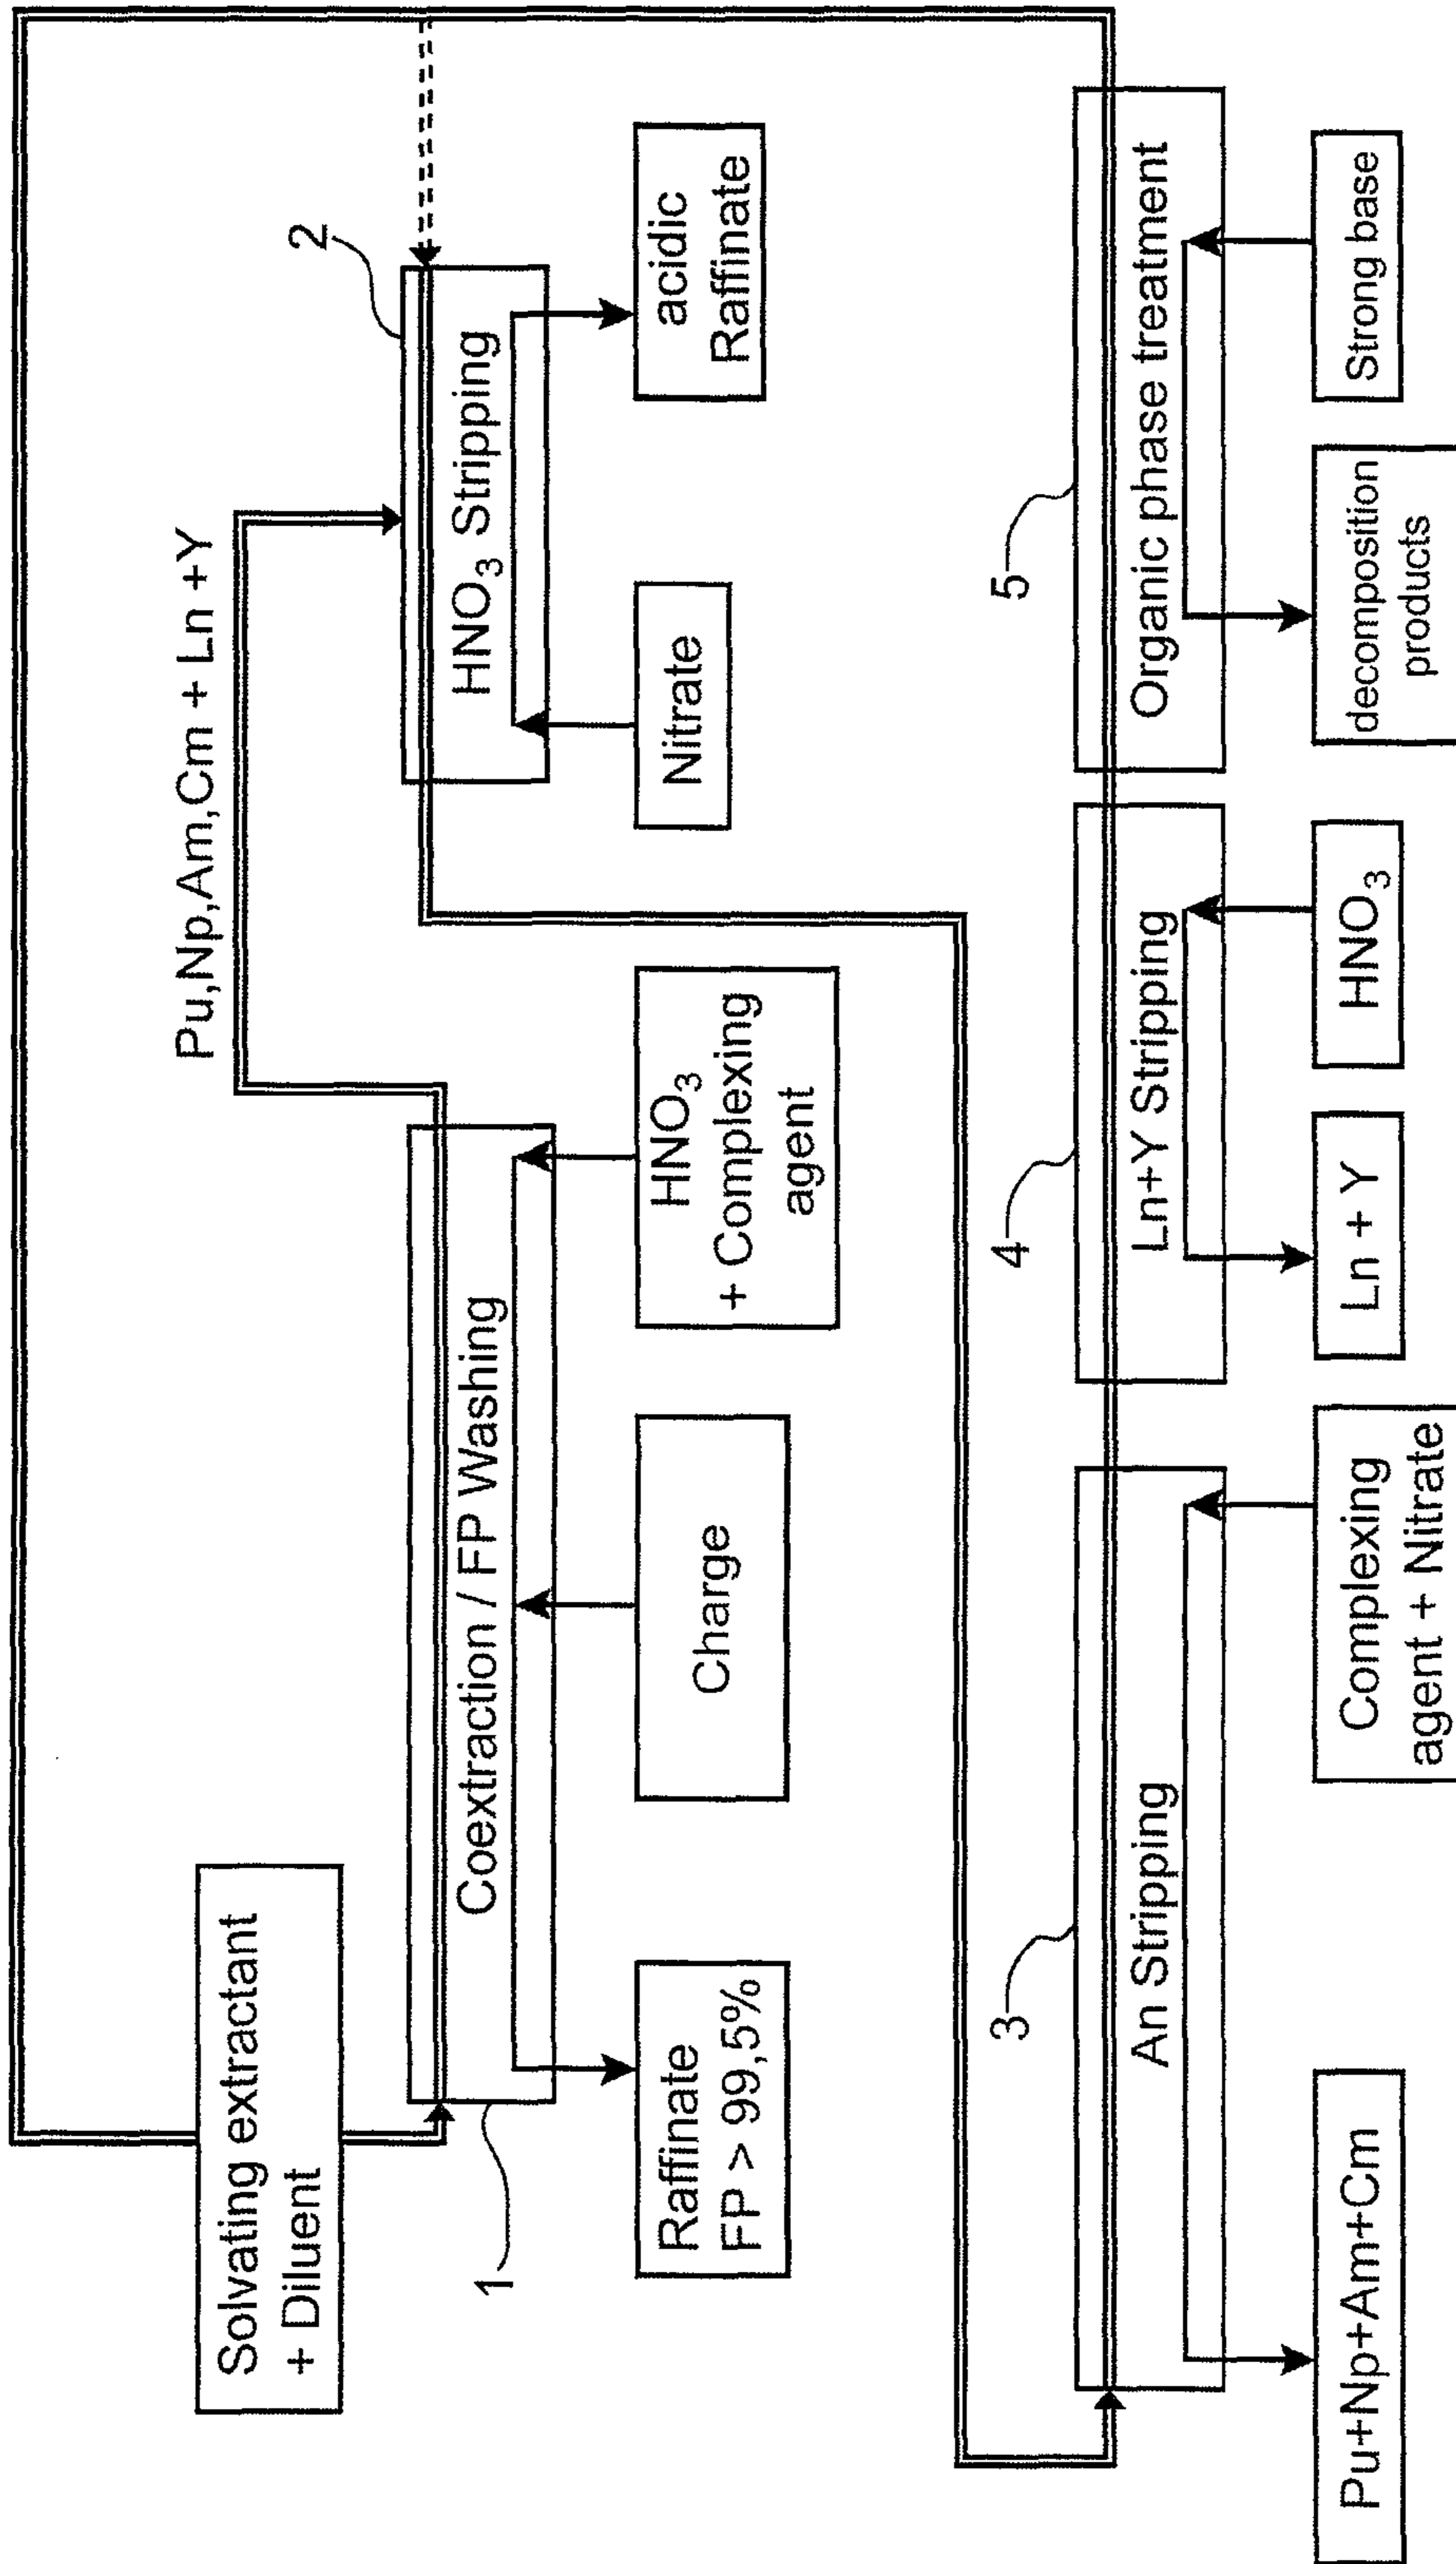 Solvating extractant
+ Diluent
Pu,Np,Am,Cm + Ln +Y
1
Coextraction / FP Washing
2
HNO₃ Stripping
Raffinate
FP > 99,5%
Charge
HNO₃
+ Complexing
agent
Nitrate
acidic
Raffinate
3
An Stripping
4
Ln+Y Stripping
5
Organic phase treatment
Pu+Np+Am+Cm
Complexing
agent + Nitrate
Ln + Y
HNO₃
decomposition
products
Strong base